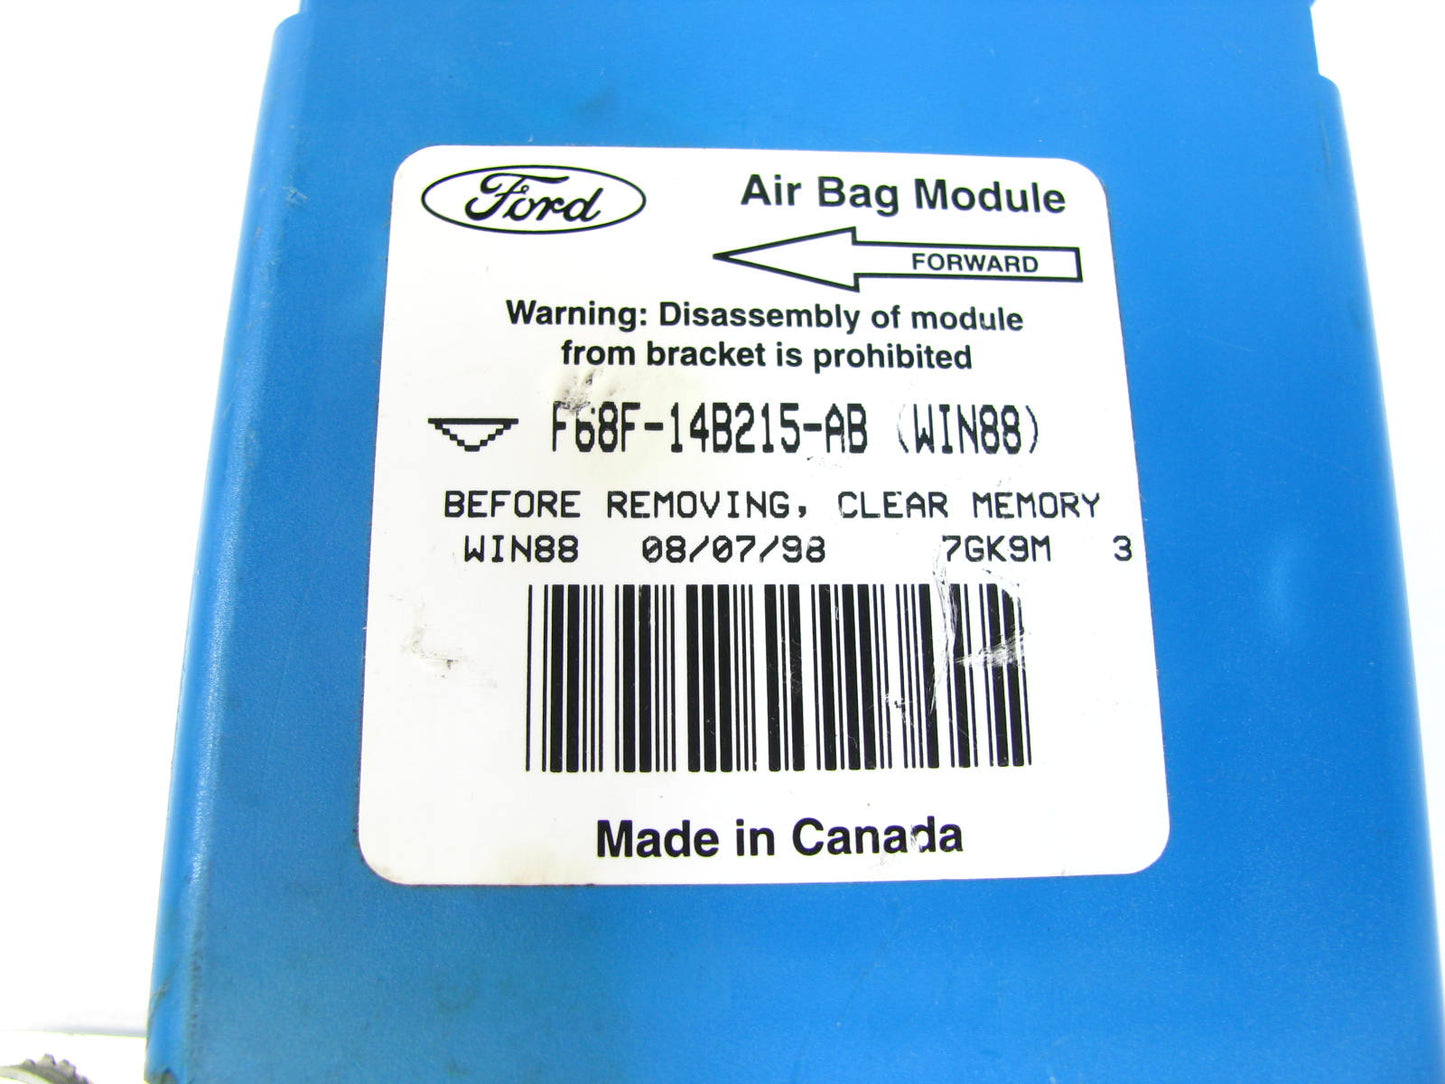 Ford
Air Bag Module
FORWARD
Warning: Disassembly of module
from bracket is prohibited
F68F-14B215-AB (WIN88)
BEFORE REMOVING, CLEAR MEMORY
WIN88 08/07/98 7GK9M 3
Made in Canada